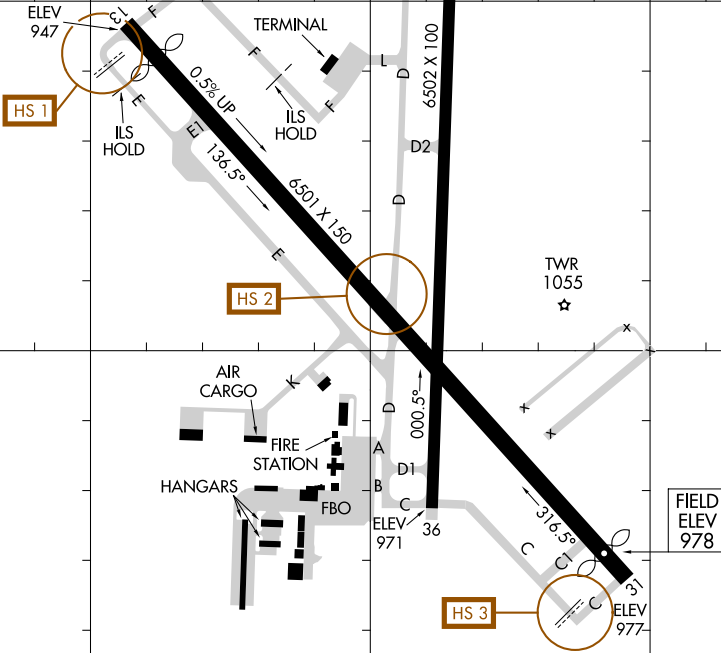 ELEV
947
13
F
TERMINAL
F
L
D
6502 X 100
HS 1
E
ILS
HOLD
E1
0.5% UP
ILS
HOLD
F
136.5°
D2
6501 X 150
D
E
HS 2
TWR
1055
x
AIR
CARGO
K
000.5°
D
x
x
FIRE
STATION
A
D1
HANGARS
B
FBO
C
ELEV
971
36
316.5°
FIELD
ELEV
978
C
C1
31
HS 3
C
ELEV
977